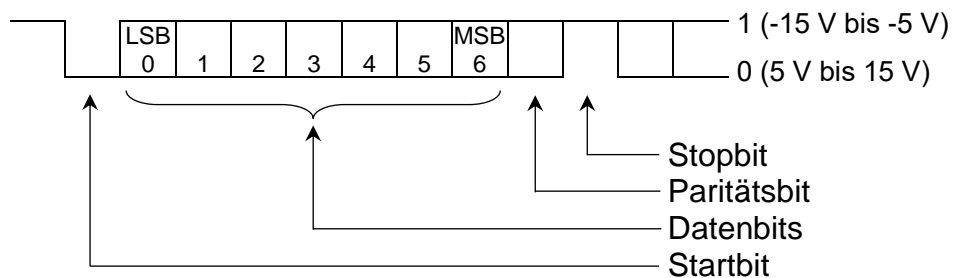 LSB MSB 1 (-15 V bis -5 V)
0 1 2 3 4 5 6 0 (5 V bis 15 V)
Stopbit
Paritätsbit
Datenbits
Startbit